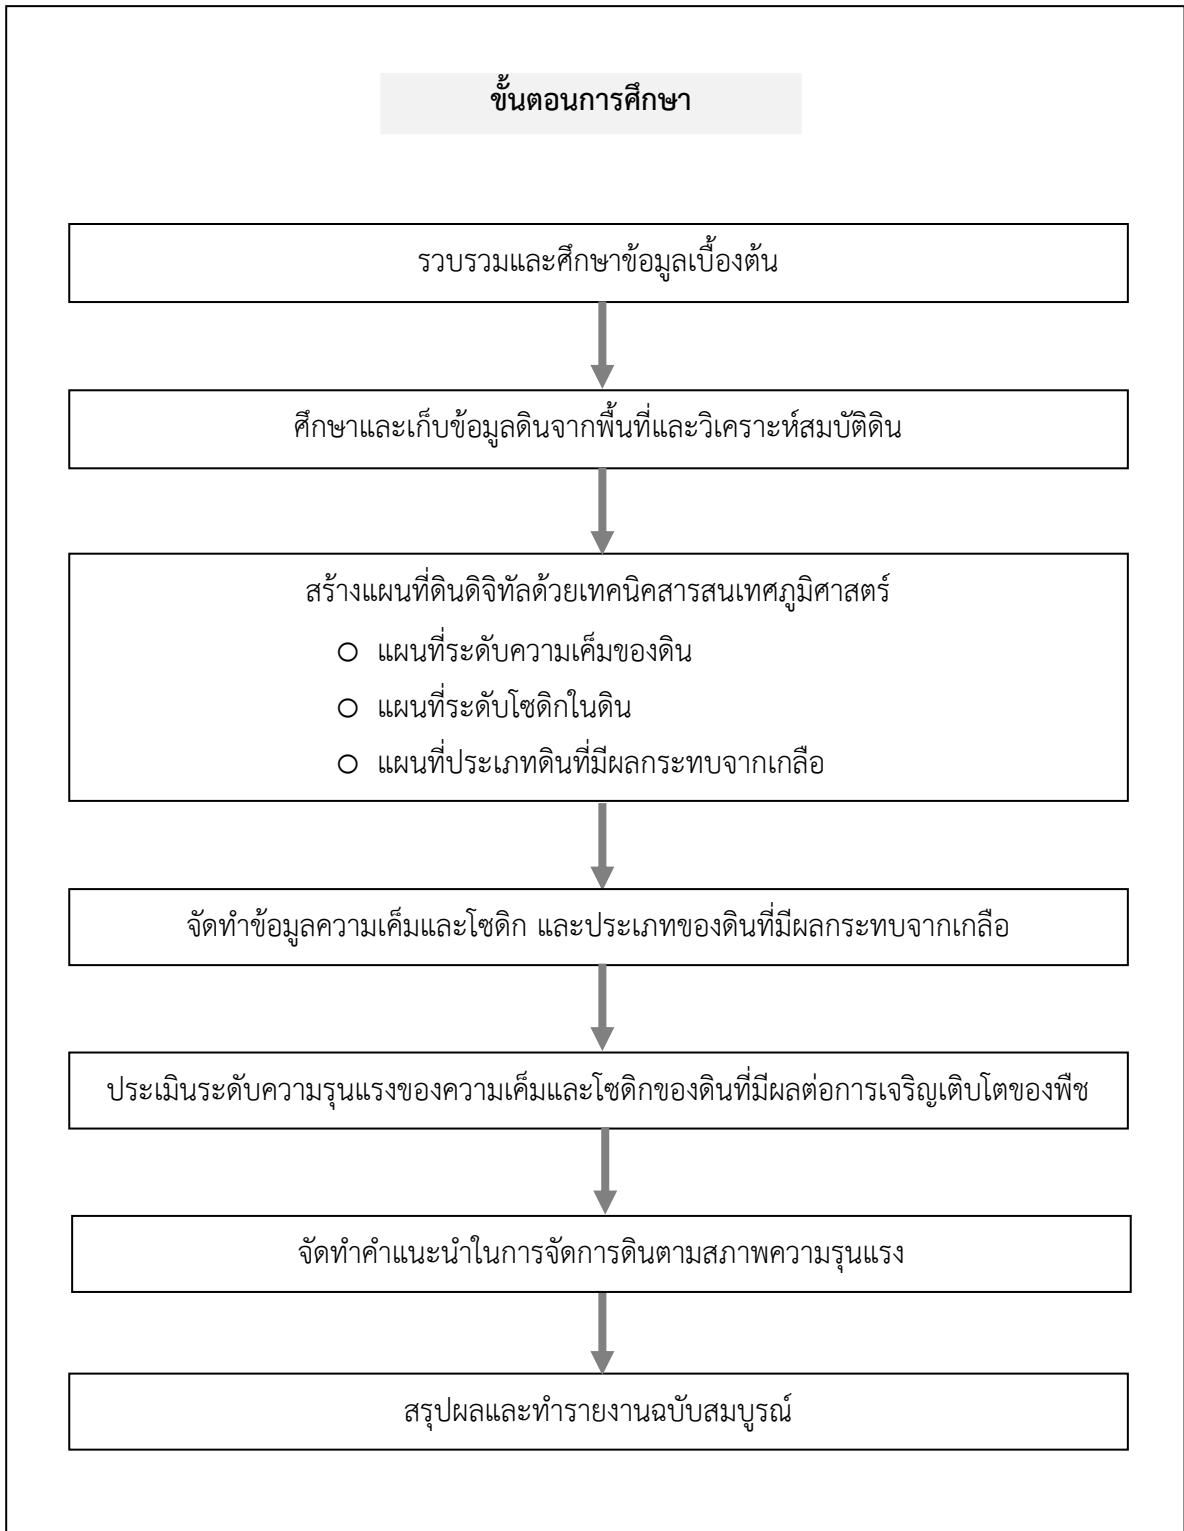 ขั้นตอนการศึกษา
รวบรวมและศึกษาข้อมูลเบื้องต้น
ศึกษาและเก็บข้อมูลดินจากพื้นที่และวิเคราะห์สมบัติดิน
สร้างแผนที่ดินดิจิทัลด้วยเทคนิคสารสนเทศภูมิศาสตร์
แผนที่ระดับความเค็มของดิน
แผนที่ระดับโซดิกในดิน
แผนที่ประเภทดินที่มีผลกระทบจากเกลือ
จัดทำข้อมูลความเค็มและโซดิก และประเภทของดินที่มีผลกระทบจากเกลือ
ประเมินระดับความรุนแรงของความเค็มและโซดิกของดินที่มีผลต่อการเจริญเติบโตของพืช
จัดทำคำแนะนำในการจัดการดินตามสภาพความรุนแรง
สรุปผลและทำรายงานฉบับสมบูรณ์